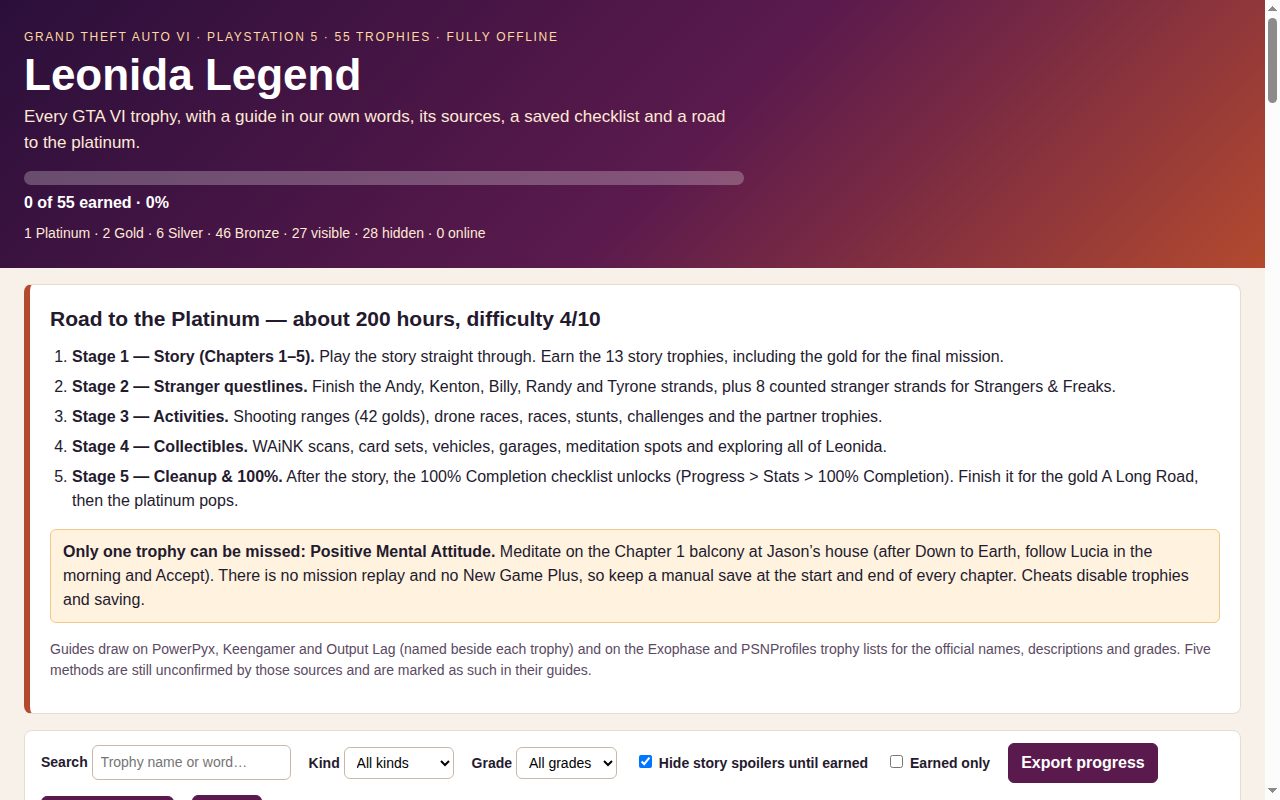 GRAND THEFT AUTO VI · PLAYSTATION 5 · 55 TROPHIES · FULLY OFFLINE
Leonida Legend
Every GTA VI trophy, with a guide in our own words, its sources, a saved checklist and a road
to the platinum.
0 of 55 earned · 0%
1 Platinum · 2 Gold · 6 Silver · 46 Bronze · 27 visible · 28 hidden · 0 online
Road to the Platinum — about 200 hours, difficulty 4/10
1. Stage 1 — Story (Chapters 1–5). Play the story straight through. Earn the 13 story trophies, including the gold for the final mission.
2. Stage 2 — Stranger questlines. Finish the Andy, Kenton, Billy, Randy and Tyrone strands, plus 8 counted stranger strands for Strangers & Freaks.
3. Stage 3 — Activities. Shooting ranges (42 golds), drone races, races, stunts, challenges and the partner trophies.
4. Stage 4 — Collectibles. WAiNK scans, card sets, vehicles, garages, meditation spots and exploring all of Leonida.
5. Stage 5 — Cleanup & 100%. After the story, the 100% Completion checklist unlocks (Progress > Stats > 100% Completion). Finish it for the gold A Long Road,
then the platinum pops.
Only one trophy can be missed: Positive Mental Attitude. Meditate on the Chapter 1 balcony at Jason’s house (after Down to Earth, follow Lucia in the
morning and Accept). There is no mission replay and no New Game Plus, so keep a manual save at the start and end of every chapter. Cheats disable trophies
and saving.
Guides draw on PowerPyx, Keengamer and Output Lag (named beside each trophy) and on the Exophase and PSNProfiles trophy lists for the official names, descriptions and grades. Five
methods are still unconfirmed by those sources and are marked as such in their guides.
Search Trophy name or word… Kind All kinds Grade All grades Hide story spoilers until earned Earned only Export progress